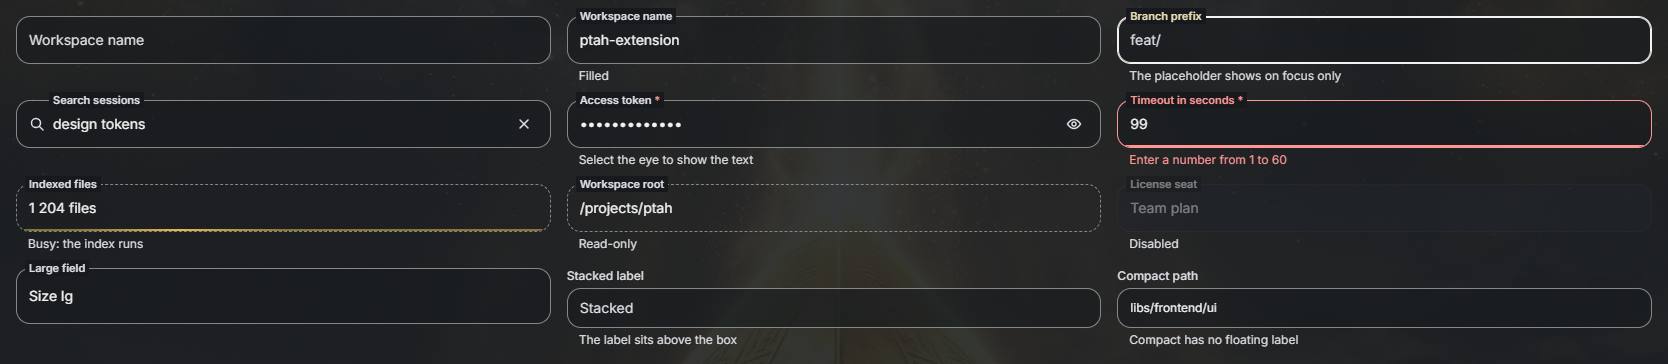 Workspace name
Workspace name
ptah-extension
Filled
Branch prefix
feat/
The placeholder shows on focus only
Search sessions
design tokens
Access token *
•••••••••••••
Select the eye to show the text
Timeout in seconds *
99
Enter a number from 1 to 60
Indexed files
1 204 files
Busy: the index runs
Workspace root
/projects/ptah
Read-only
License seat
Team plan
Disabled
Large field
Size lg
Stacked label
Stacked
The label sits above the box
Compact path
libs/frontend/ui
Compact has no floating label